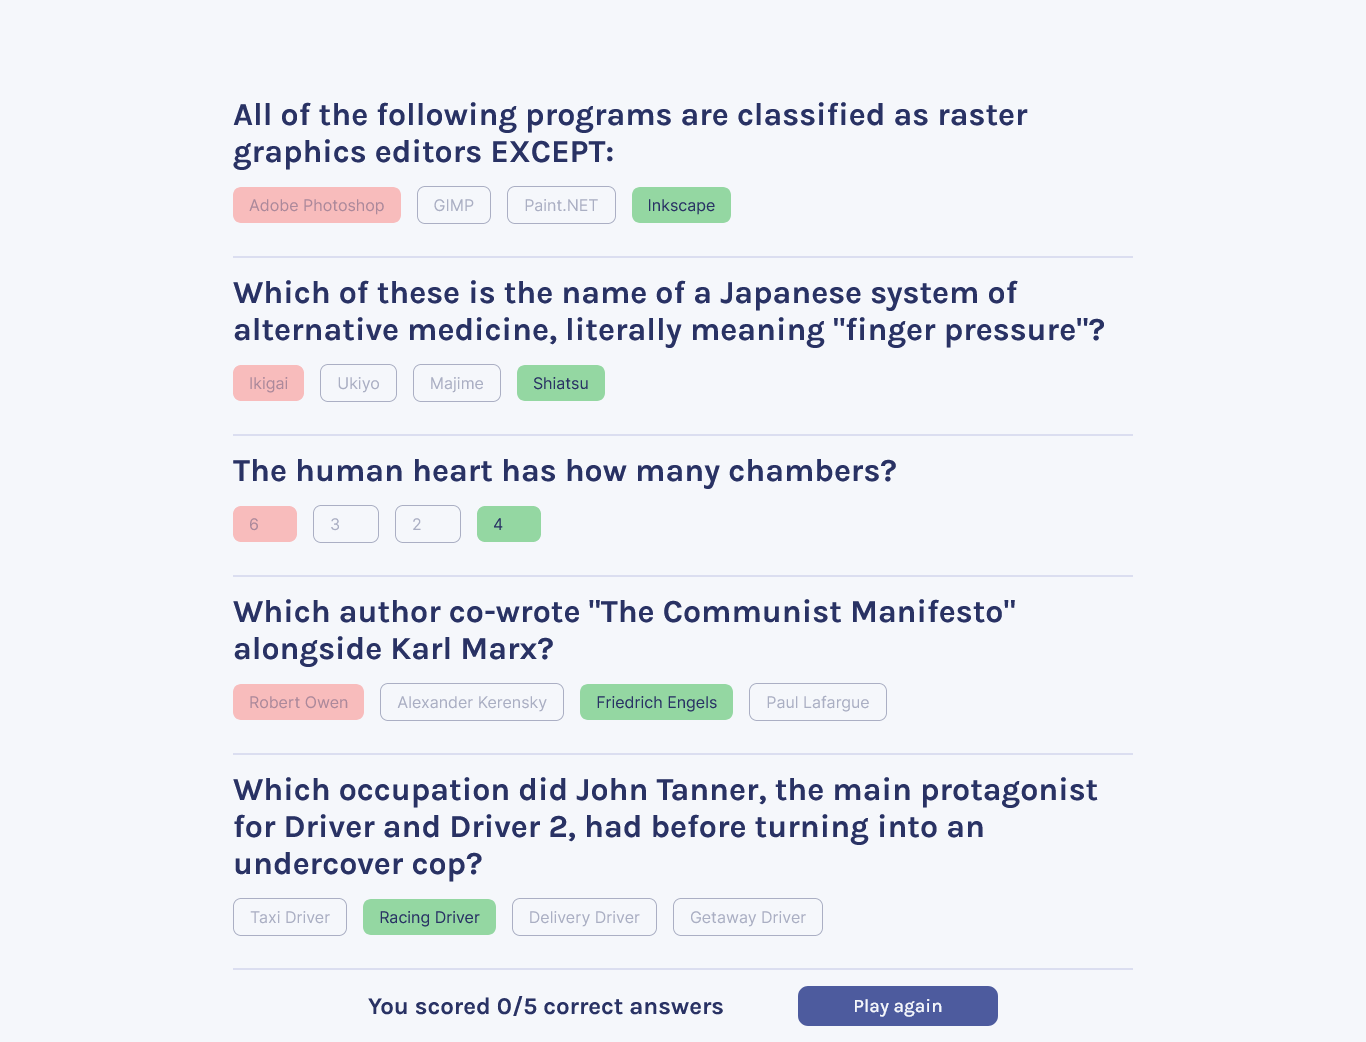 All of the following programs are classified as raster
graphics editors EXCEPT:
Adobe Photoshop GIMP Paint.NET Inkscape
Which of these is the name of a Japanese system of
alternative medicine, literally meaning "finger pressure"?
Ikigai Ukiyo Majime Shiatsu
The human heart has how many chambers?
6 3 2 4
Which author co-wrote "The Communist Manifesto"
alongside Karl Marx?
Robert Owen Alexander Kerensky Friedrich Engels Paul Lafargue
Which occupation did John Tanner, the main protagonist
for Driver and Driver 2, had before turning into an
undercover cop?
Taxi Driver Racing Driver Delivery Driver Getaway Driver
You scored 0/5 correct answers Play again